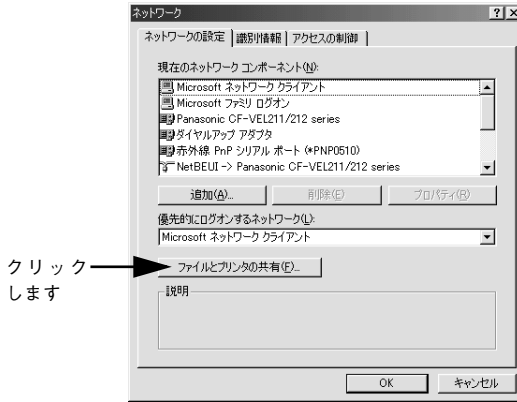 ネットワーク
ネットワークの設定 識別情報 アクセスの制御
現在のネットワーク コンポーネント(N):
Microsoft ネットワーク クライアント
Microsoft ファミリ ログオン
Panasonic CF-VEL211/212 series
ダイヤルアップ アダプタ
赤外線 PnP シリアル ポート (*PNP0510)
NetBEUI -> Panasonic CF-VEL211/212 series
追加(A)... 削除(E) プロパティ(R)
優先的にログオンするネットワーク(L):
Microsoft ネットワーク クライアント
クリック
します
ファイルとプリンタの共有(F)...
説明
OK キャンセル